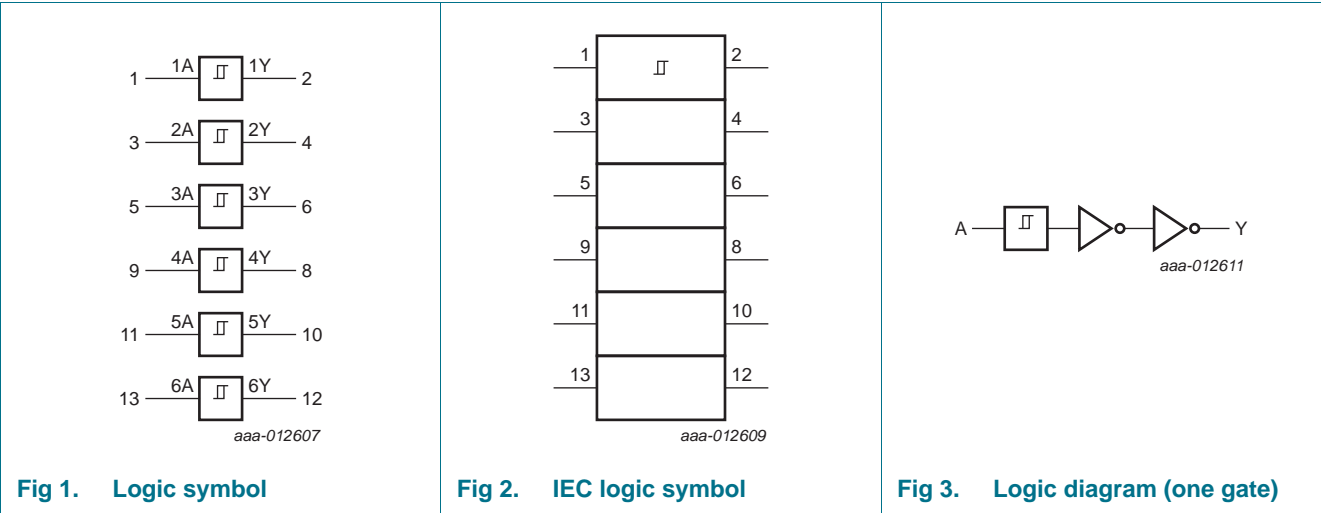 1 1A 1Y 2
3 2A 2Y 4
5 3A 3Y 6
9 4A 4Y 8
11 5A 5Y 10
13 6A 6Y 12
aaa-012607
Fig 1. Logic symbol
1 2
3 4
5 6
9 8
11 10
13 12
aaa-012609
Fig 2. IEC logic symbol
A Y
aaa-012611
Fig 3. Logic diagram (one gate)